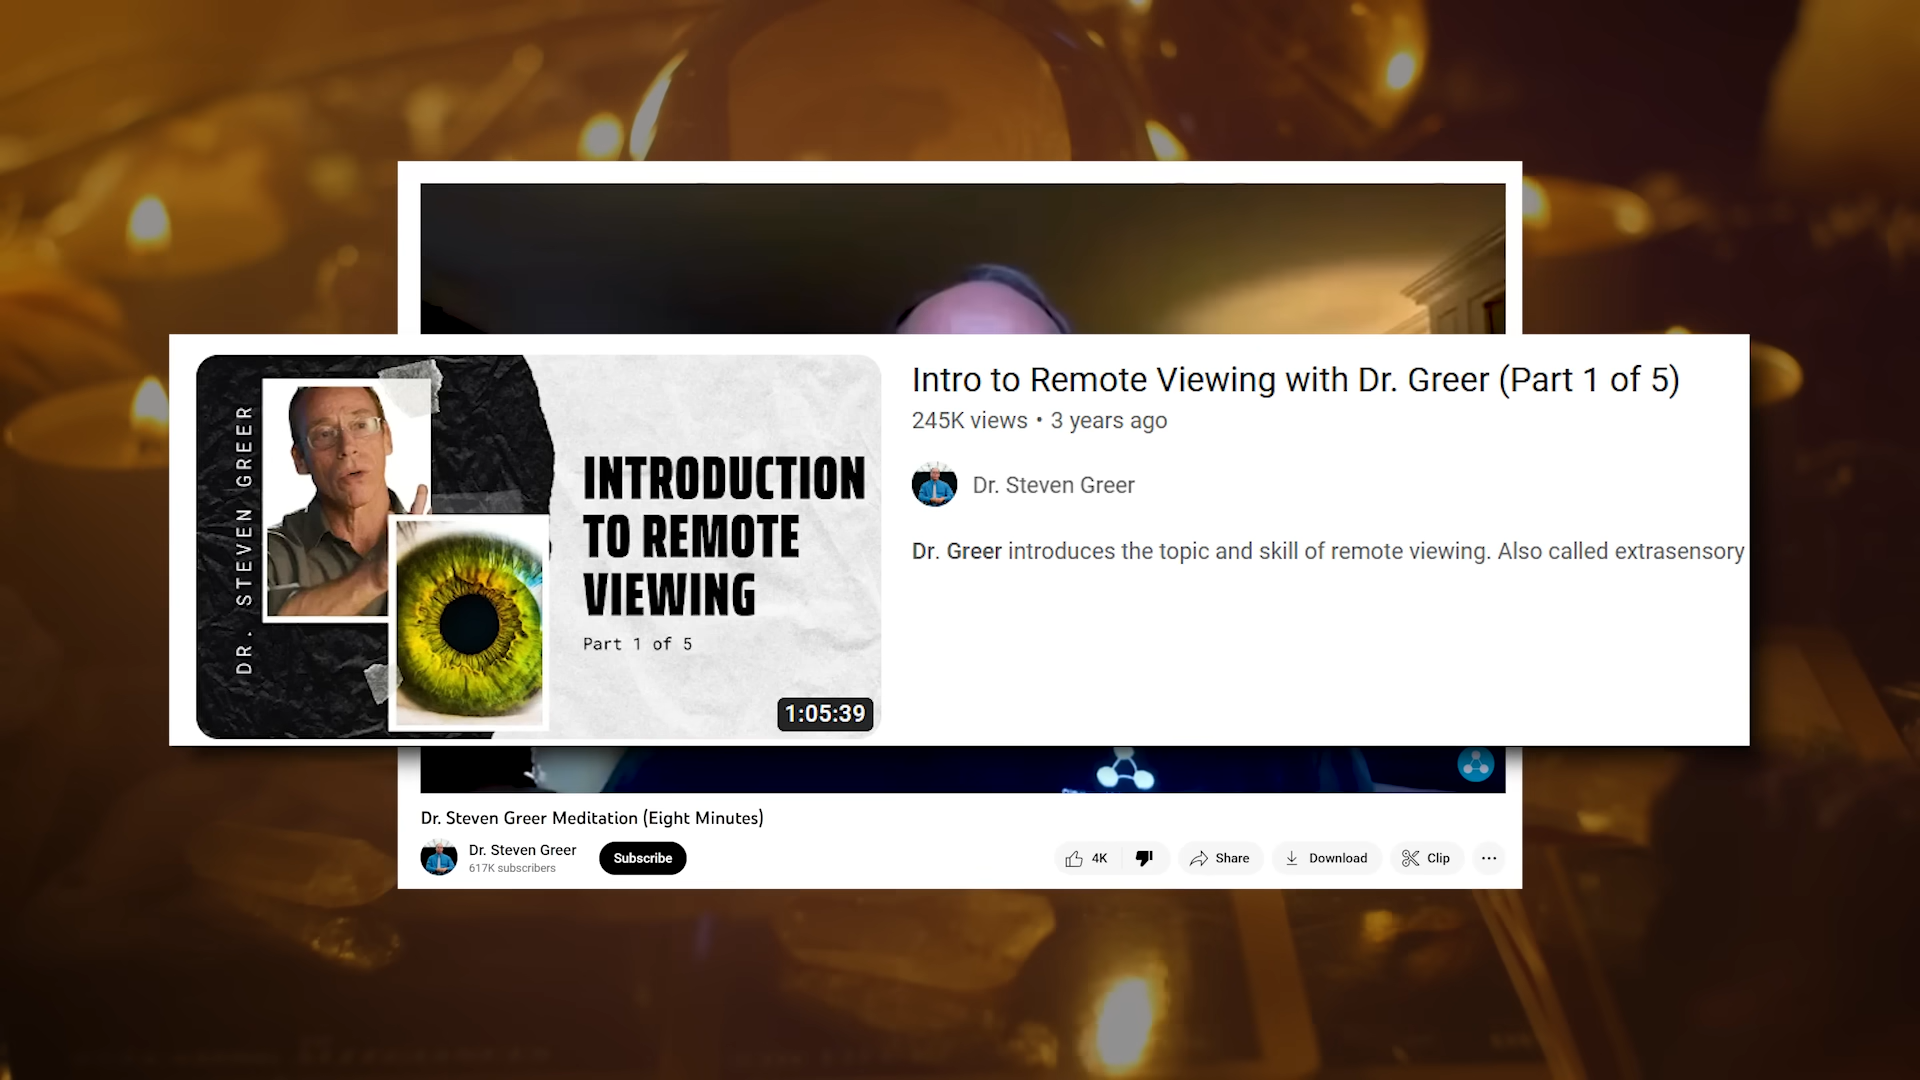 DR. STEVEN GREER
INTRODUCTION
TO REMOTE
VIEWING
Part 1 of 5
1:05:39
Intro to Remote Viewing with Dr. Greer (Part 1 of 5)
245K views • 3 years ago
Dr. Steven Greer
Dr. Greer introduces the topic and skill of remote viewing. Also called extrasensory
Dr. Steven Greer Meditation (Eight Minutes)
Dr. Steven Greer
617K subscribers
Subscribe
4K
Share
Download
Clip